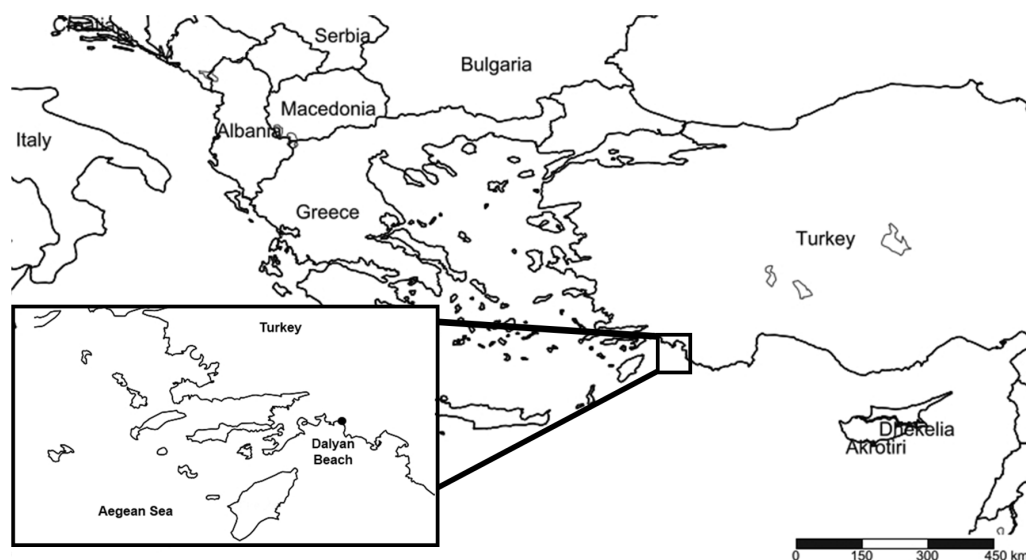 Croatia
Serbia
Bulgaria
Macedonia
Albania
Italy
Greece
Turkey
Turkey
Dalyan
Beach
Aegean Sea
Dhekelia
Akrotiri
0 150 300 450 km